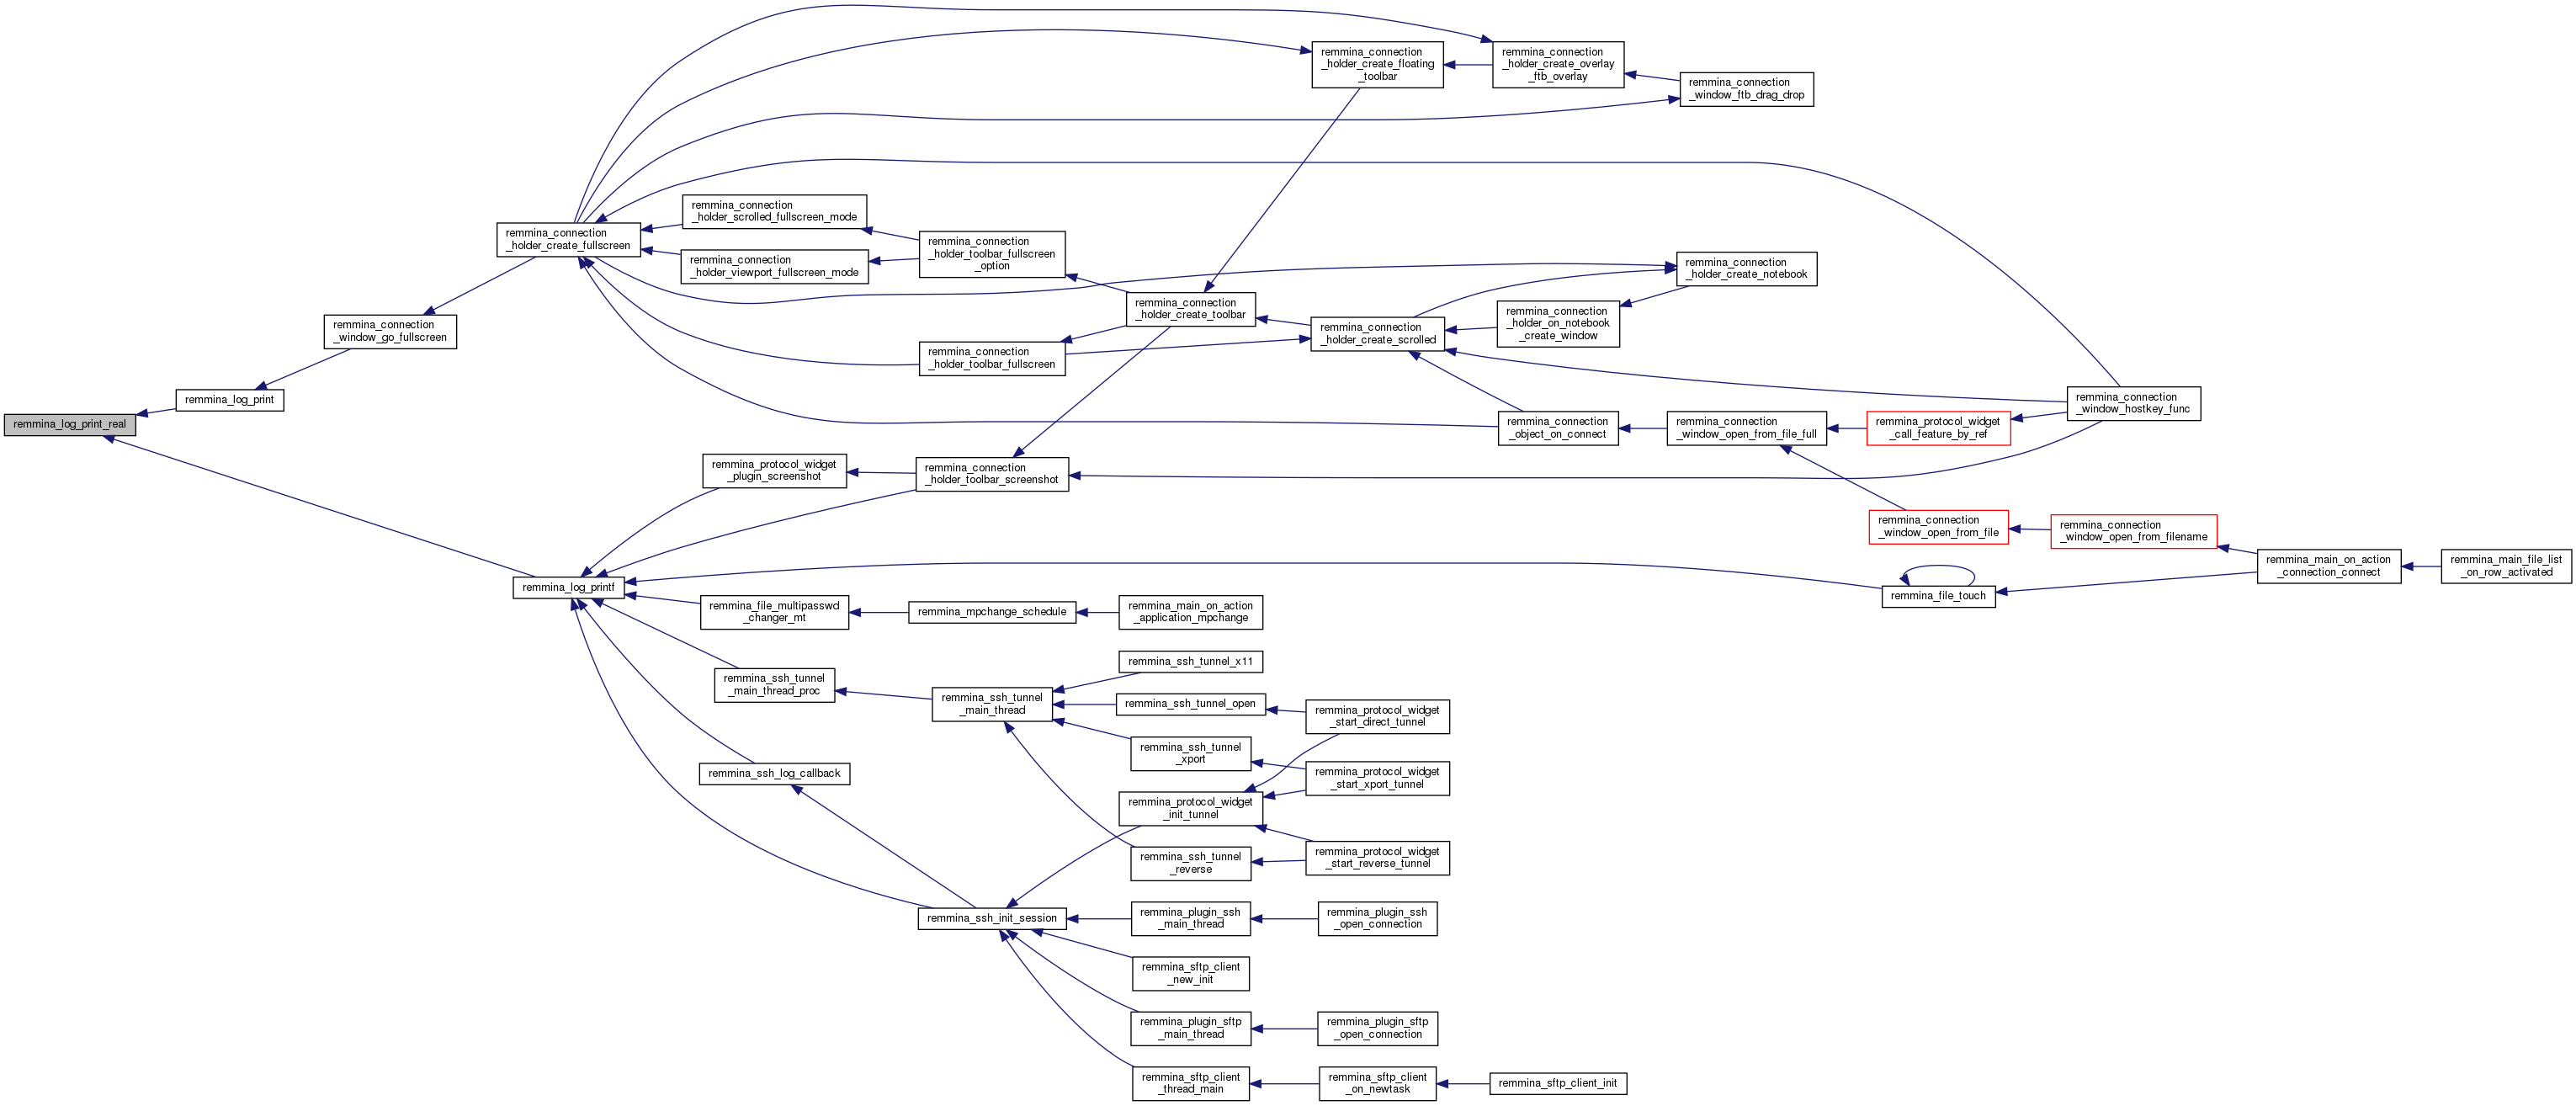 remmina_log_print_real
remmina_log_print
remmina_connection
_window_go_fullscreen
remmina_connection
_holder_create_fullscreen
remmina_connection
_holder_create_floating
_toolbar
remmina_connection
_holder_create_overlay
_ftb_overlay
remmina_connection
_window_ftb_drag_drop
remmina_connection
_holder_scrolled_fullscreen_mode
remmina_connection
_holder_viewport_fullscreen_mode
remmina_connection
_holder_toolbar_fullscreen
_option
remmina_connection
_holder_create_toolbar
remmina_connection
_holder_toolbar_fullscreen
remmina_connection
_holder_create_scrolled
remmina_connection
_holder_on_notebook
_create_window
remmina_connection
_holder_create_notebook
remmina_connection
_object_on_connect
remmina_connection
_window_open_from_file_full
remmina_protocol_widget
_call_feature_by_ref
remmina_connection
_window_hostkey_func
remmina_protocol_widget
_plugin_screenshot
remmina_connection
_holder_toolbar_screenshot
remmina_connection
_window_open_from_file
remmina_connection
_window_open_from_filename
remmina_main_on_action
_connection_connect
remmina_main_file_list
_on_row_activated
remmina_log_printf
remmina_file_touch
remmina_file_multipasswd
_changer_mt
remmina_mpchange_schedule
remmina_main_on_action
_application_mpchange
remmina_ssh_tunnel
_main_thread_proc
remmina_ssh_tunnel
_main_thread
remmina_ssh_tunnel_x11
remmina_ssh_tunnel_open
remmina_protocol_widget
_start_direct_tunnel
remmina_ssh_tunnel
_xport
remmina_protocol_widget
_start_xport_tunnel
remmina_ssh_log_callback
remmina_protocol_widget
_init_tunnel
remmina_ssh_tunnel
_reverse
remmina_protocol_widget
_start_reverse_tunnel
remmina_ssh_init_session
remmina_plugin_ssh
_main_thread
remmina_plugin_ssh
_open_connection
remmina_sftp_client
_new_init
remmina_plugin_sftp
_main_thread
remmina_plugin_sftp
_open_connection
remmina_sftp_client
_thread_main
remmina_sftp_client
_on_newtask
remmina_sftp_client_init